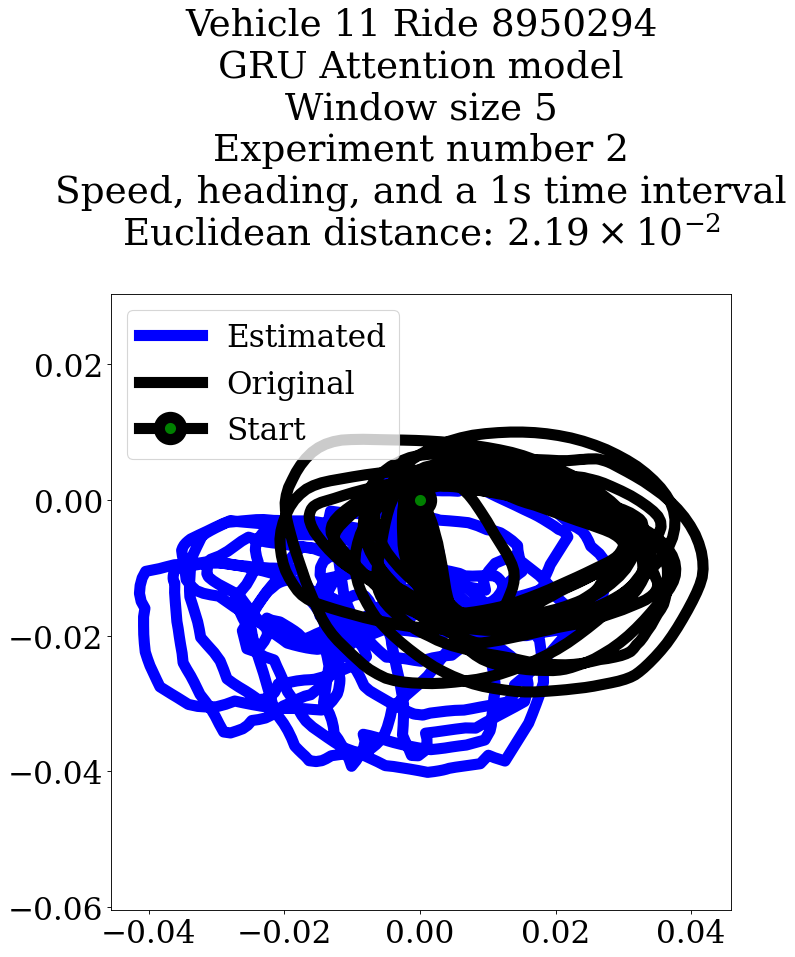 Vehicle 11 Ride 8950294
GRU Attention model
Window size 5
Experiment number 2
Speed, heading, and a 1s time interval
Euclidean distance: 2.19 × 10⁻²
Estimated
Original
Start
0.02
0.00
−0.02
−0.04
−0.06
−0.04 −0.02 0.00 0.02 0.04